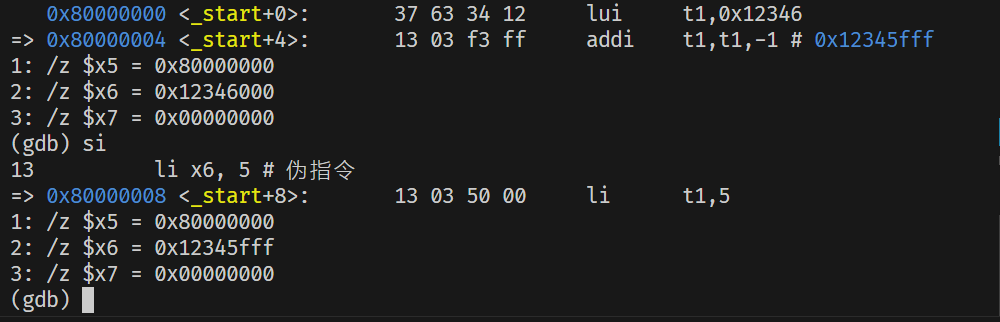 0x80000000 <_start+0>:	37 63 34 12	lui	t1,0x12346
=> 0x80000004 <_start+4>:	13 03 f3 ff	addi	t1,t1,-1 # 0x12345fff
1: /z $x5 = 0x80000000
2: /z $x6 = 0x12346000
3: /z $x7 = 0x00000000
(gdb) si
13	li x6, 5 # 伪指令
=> 0x80000008 <_start+8>:	13 03 50 00	li	t1,5
1: /z $x5 = 0x80000000
2: /z $x6 = 0x12345fff
3: /z $x7 = 0x00000000
(gdb)